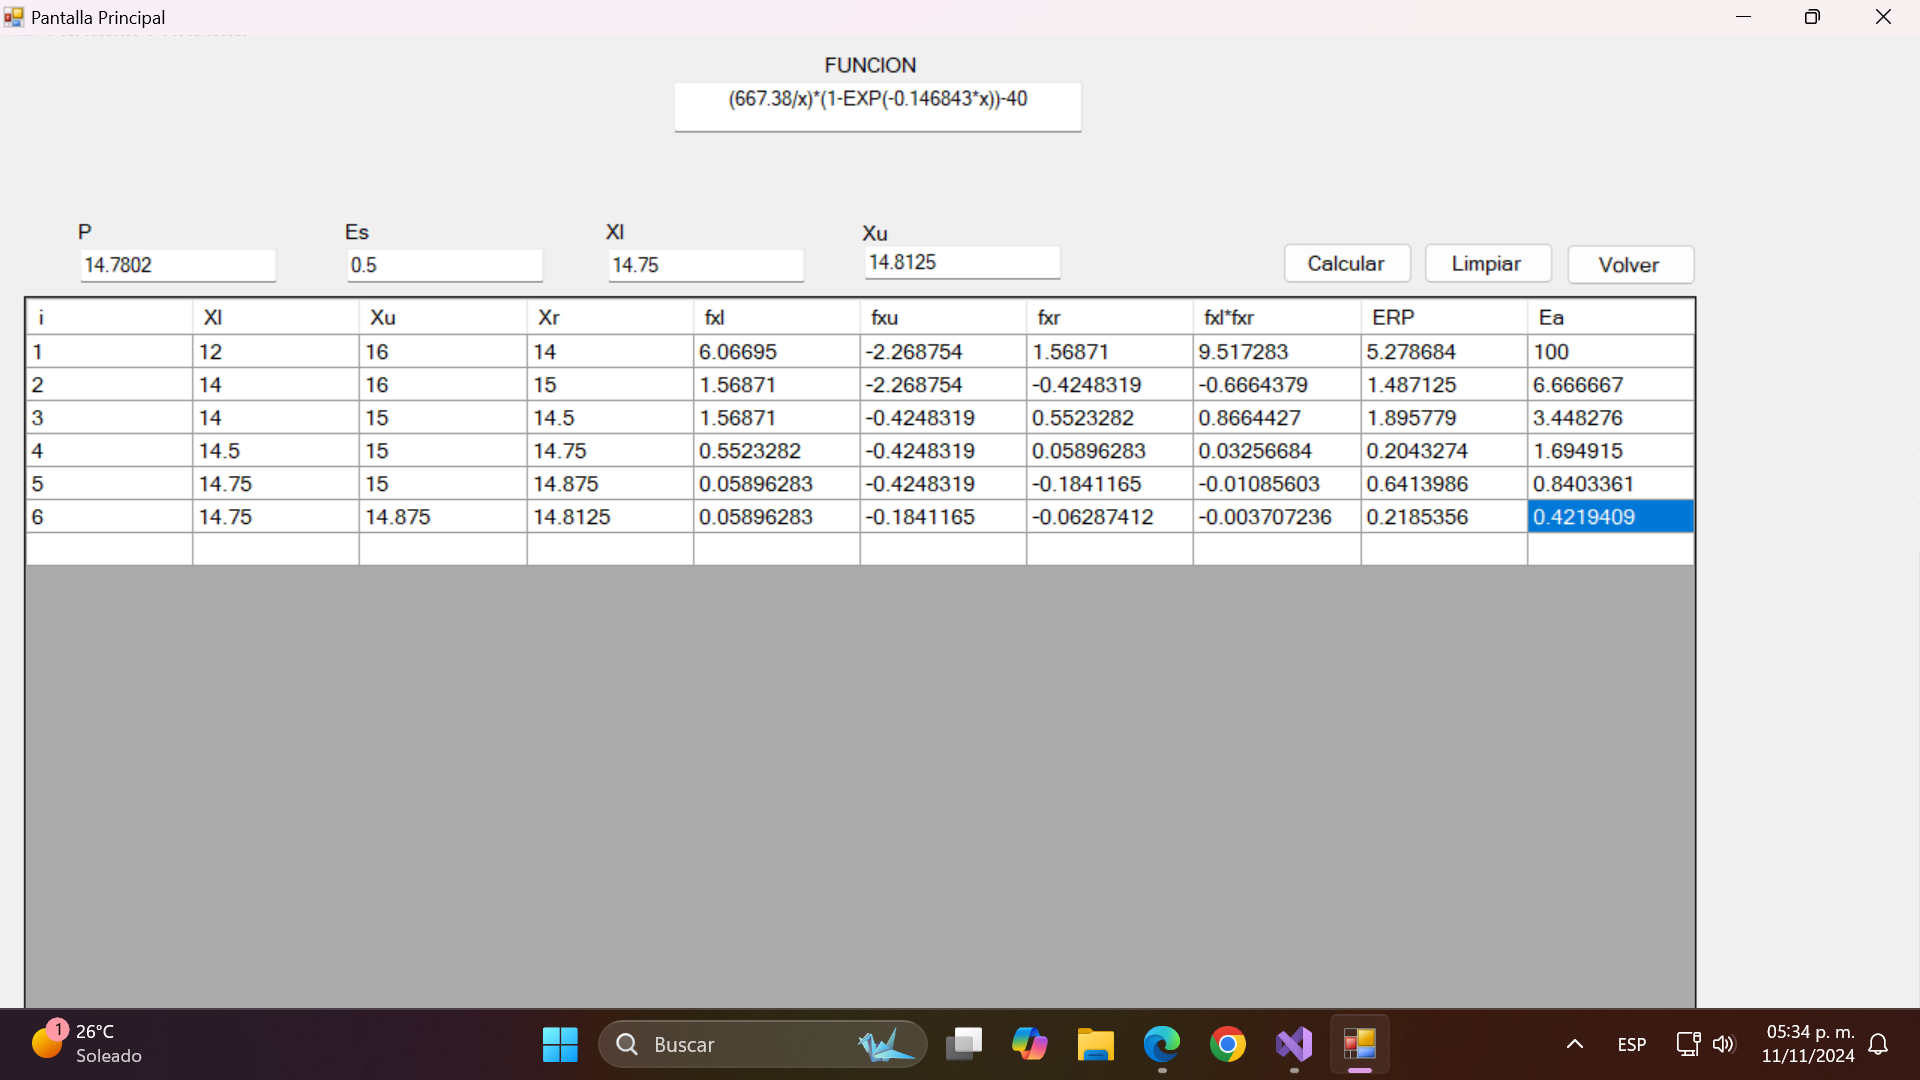 Pantalla Principal
FUNCION
(667.38/x)*(1-EXP(-0.146843*x))-40
P Es Xl Xu
14.7802 0.5 14.75 14.8125 Calcular Limpiar Volver
i Xl Xu Xr fxl fxu fxr fxl*fxr ERP Ea
1 12 16 14 6.06695 -2.268754 1.56871 9.517283 5.278684 100
2 14 16 15 1.56871 -2.268754 -0.4248319 -0.6664379 1.487125 6.666667
3 14 15 14.5 1.56871 -0.4248319 0.5523282 0.8664427 1.895779 3.448276
4 14.5 15 14.75 0.5523282 -0.4248319 0.05896283 0.03256684 0.2043274 1.694915
5 14.75 15 14.875 0.05896283 -0.4248319 -0.1841165 -0.01085603 0.6413986 0.8403361
6 14.75 14.875 14.8125 0.05896283 -0.1841165 -0.06287412 -0.003707236 0.2185356 0.4219409
1 26°C
Soleado
Buscar
ESP
05:34 p. m.
11/11/2024